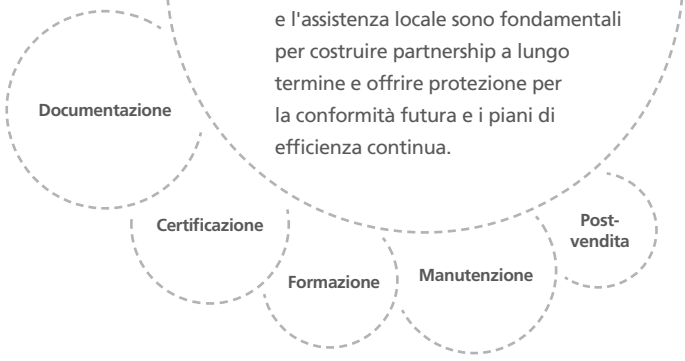 e l'assistenza locale sono fondamentali
per costruire partnership a lungo
termine e offrire protezione per
la conformità futura e i piani di
efficienza continua.
Documentazione
Certificazione
Formazione
Manutenzione
Post-
vendita